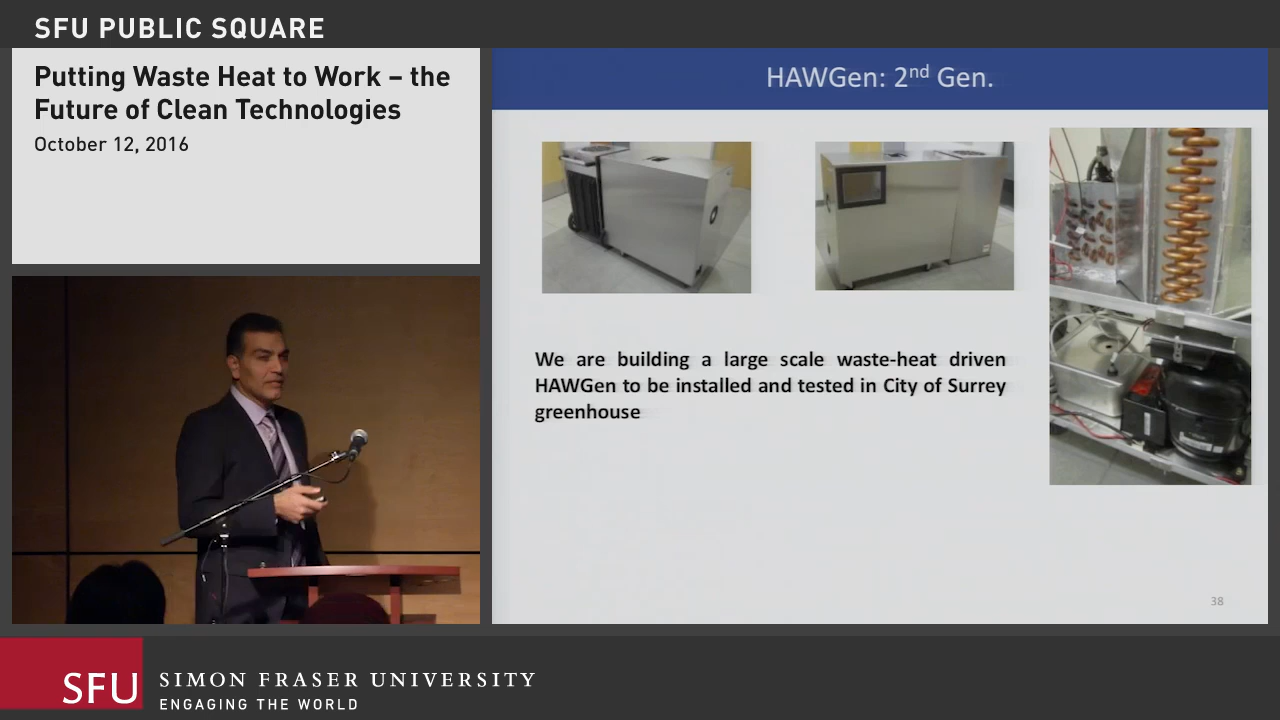 SFU PUBLIC SQUARE
Putting Waste Heat to Work – the
Future of Clean Technologies
October 12, 2016
HAWGen: 2nd Gen.
We are building a large scale waste-heat driven
HAWGen to be installed and tested in City of Surrey
greenhouse
38
SFU
SIMON FRASER UNIVERSITY
ENGAGING THE WORLD